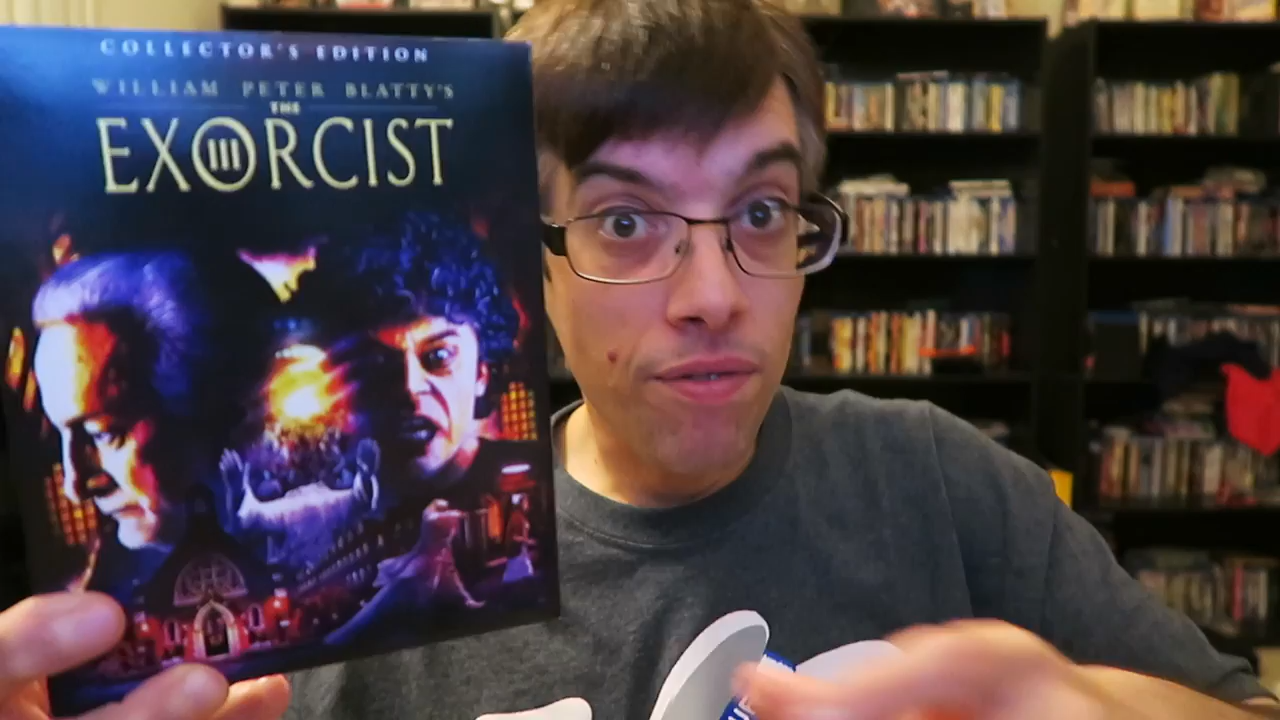 COLLECTOR'S EDITION
WILLIAM PETER BLATTY'S
THE
EXORCIST
III